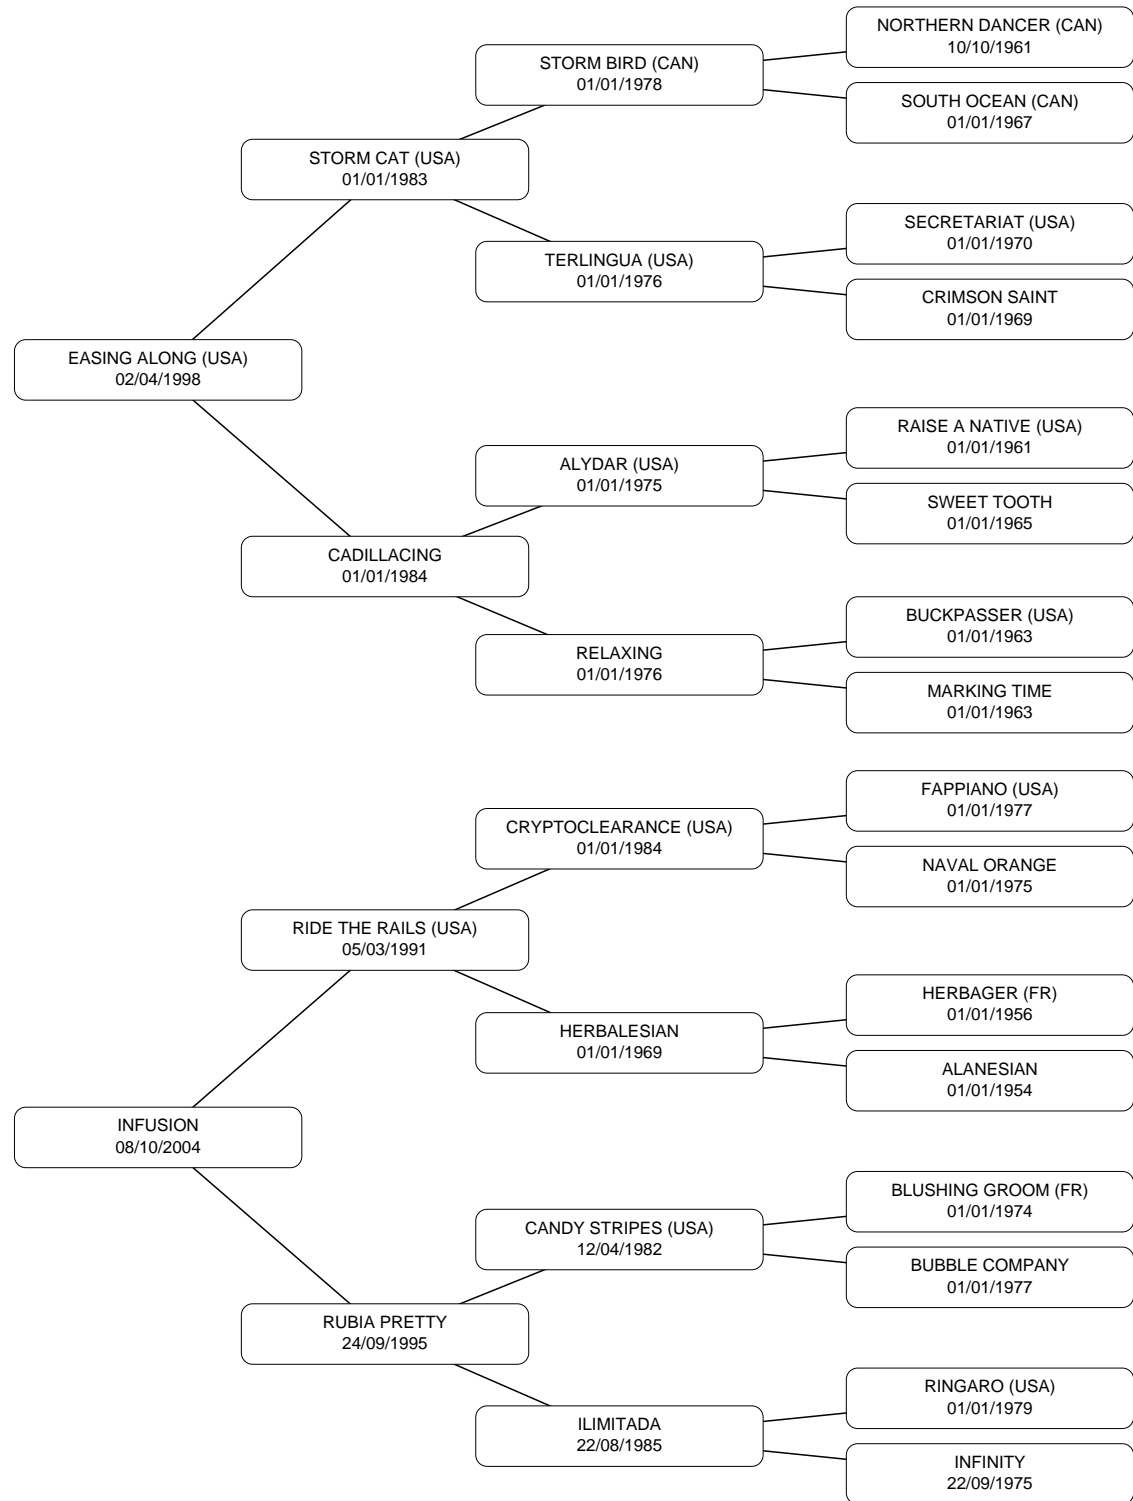 NORTHERN DANCER (CAN)
10/10/1961
STORM BIRD (CAN)
01/01/1978
SOUTH OCEAN (CAN)
01/01/1967
STORM CAT (USA)
01/01/1983
SECRETARIAT (USA)
01/01/1970
TERLINGUA (USA)
01/01/1976
CRIMSON SAINT
01/01/1969
EASING ALONG (USA)
02/04/1998
RAISE A NATIVE (USA)
01/01/1961
ALYDAR (USA)
01/01/1975
SWEET TOOTH
01/01/1965
CADILLACING
01/01/1984
BUCKPASSER (USA)
01/01/1963
RELAXING
01/01/1976
MARKING TIME
01/01/1963
FAPPIANO (USA)
01/01/1977
CRYPTOCLEARANCE (USA)
01/01/1984
NAVAL ORANGE
01/01/1975
RIDE THE RAILS (USA)
05/03/1991
HERBAGER (FR)
01/01/1956
HERBALESIAN
01/01/1969
ALANESIAN
01/01/1954
INFUSION
08/10/2004
BLUSHING GROOM (FR)
01/01/1974
CANDY STRIPES (USA)
12/04/1982
BUBBLE COMPANY
01/01/1977
RUBIA PRETTY
24/09/1995
RINGARO (USA)
01/01/1979
ILIMITADA
22/08/1985
INFINITY
22/09/1975